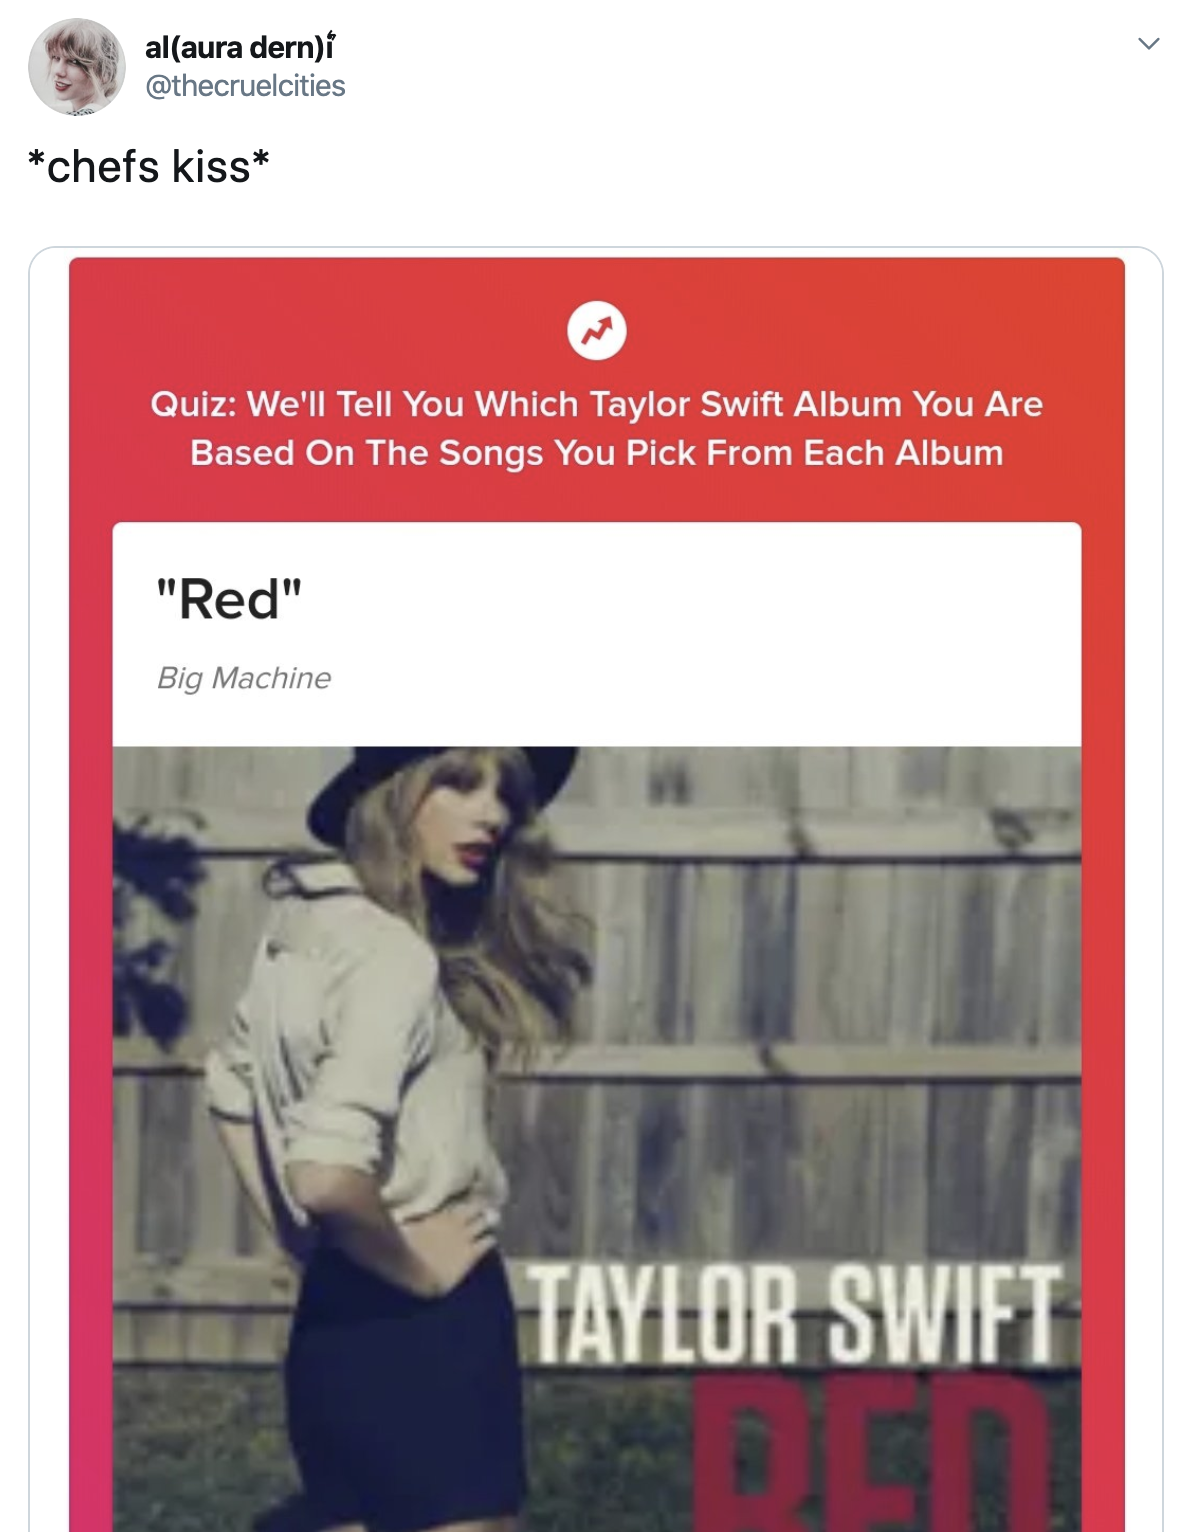 al(aura dern)i
@thecruelcities
*chefs kiss*
Quiz: We'll Tell You Which Taylor Swift Album You Are
Based On The Songs You Pick From Each Album
"Red"
Big Machine
TAYLOR SWIFT
RED